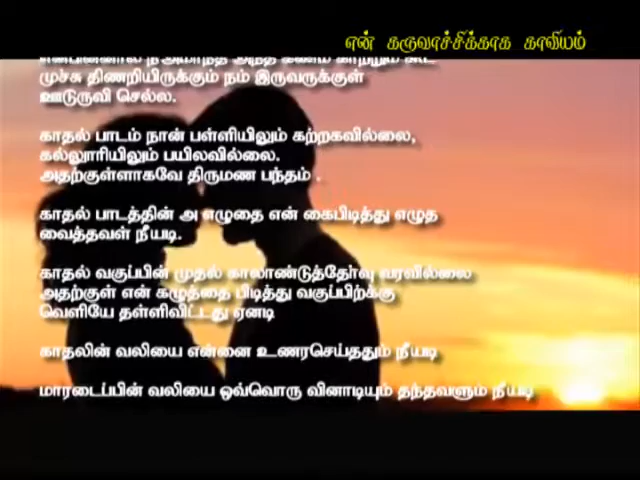 என் கருவாச்சிக்காக காவியம்
முச்சு திணறியிருக்கும் நம் இருவருக்குள்
ஊடுருவி செல்ல.
காதல் பாடம் நான் பள்ளியிலும் கற்றகவில்லை,
கல்லூரியிலும் பயிலவில்லை.
அதற்குள்ளாகவே திருமண பந்தம் .
காதல் பாடத்தின் அ எழுதை என் கைபிடித்து எழுத
வைத்தவள் நீயடி.
காதல் வகுப்பின் முதல் காலாண்டுத்தேர்வு வரவில்லை
அதற்குள் என் கழுத்தை பிடித்து வகுப்பிற்க்கு
வெளியே தள்ளிவிட்டது ஏனடி
காதலின் வலியை என்னை உணரசெய்ததும் நீயடி
மாரடைப்பின் வலியை ஒவ்வொரு வினாடியும் தந்தவளும் நீயடி